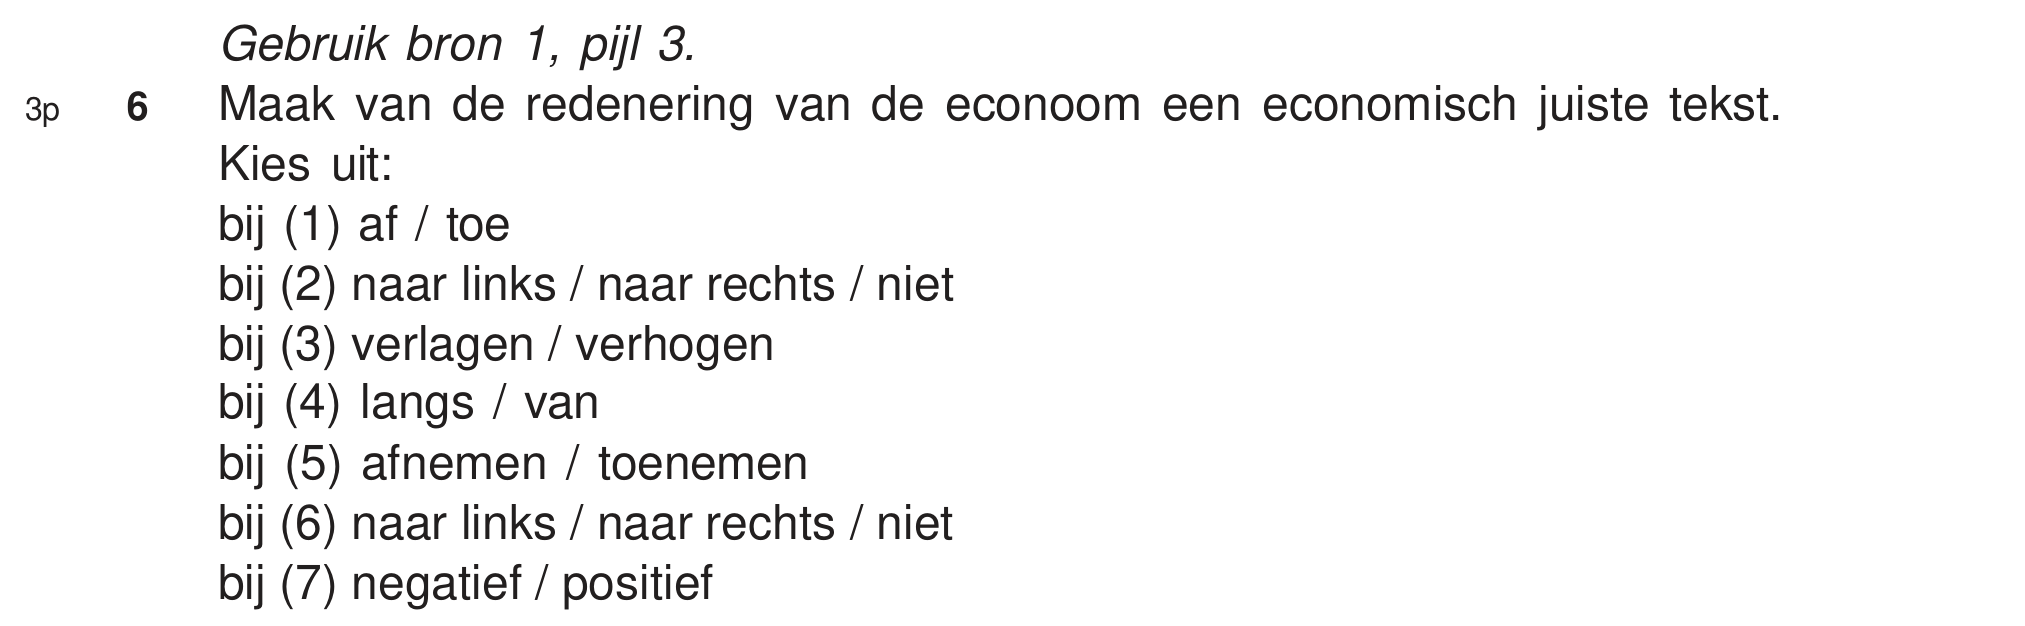 Gebruik bron 1, pijl 3.
3p 6 Maak van de redenering van de econoom een economisch juiste tekst.
Kies uit:
bij (1) af / toe
bij (2) naar links / naar rechts / niet
bij (3) verlagen / verhogen
bij (4) langs / van
bij (5) afnemen / toenemen
bij (6) naar links / naar rechts / niet
bij (7) negatief / positief